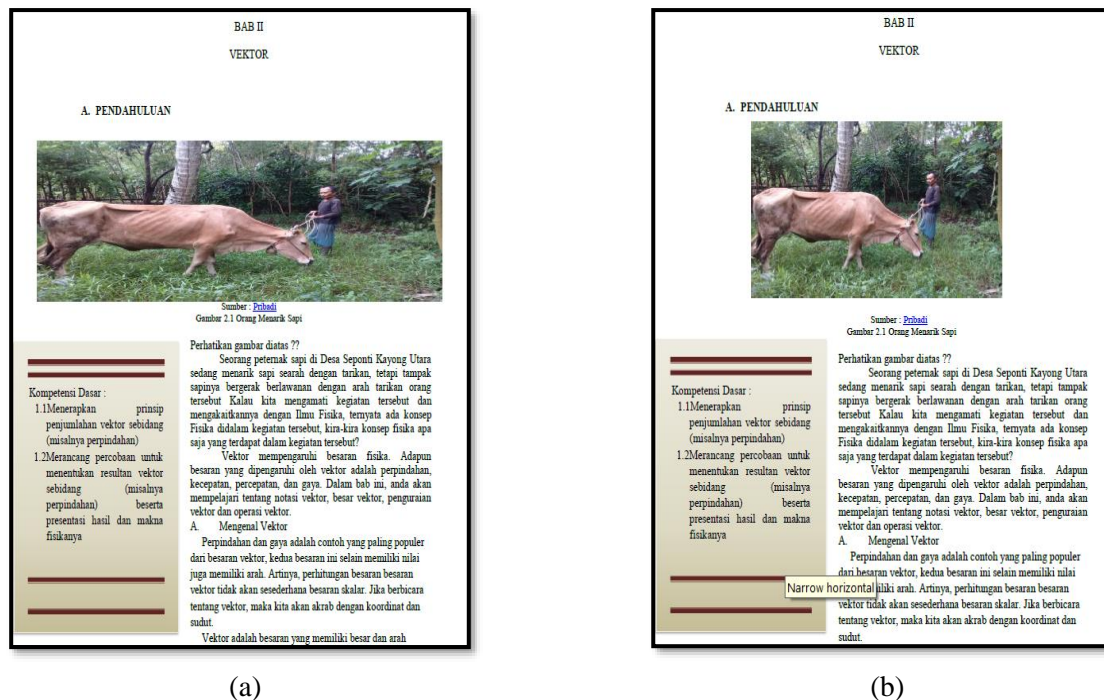 BAB II
VEKTOR
A. PENDAHULUAN
Sumber : Pribadi
Gambar 2.1 Orang Menarik Sapi
Kompetensi Dasar :
1.1Menerapkan prinsip
penjumlahan vektor sebidang
(misalnya perpindahan)
1.2Merancang percobaan untuk
menentukan resultan vektor
sebidang (misalnya
perpindahan) beserta
presentasi hasil dan makna
fisikanya
Perhatikan gambar diatas ??
Seorang peternak sapi di Desa Seponti Kayong Utara
sedang menarik sapi searah dengan tarikan, tetapi tampak
sapinya bergerak berlawanan dengan arah tarikan orang
tersebut Kalau kita mengamati kegiatan tersebut dan
mengakaitkannya dengan Ilmu Fisika, ternyata ada konsep
Fisika didalam kegiatan tersebut, kira-kira konsep fisika apa
saja yang terdapat dalam kegiatan tersebut?
Vektor mempengaruhi besaran fisika. Adapun
besaran yang dipengaruhi oleh vektor adalah perpindahan,
kecepatan, percepatan, dan gaya. Dalam bab ini, anda akan
mempelajari tentang notasi vektor, besar vektor, penguraian
vektor dan operasi vektor.
A. Mengenal Vektor
Perpindahan dan gaya adalah contoh yang paling populer
dari besaran vektor, kedua besaran ini selain memiliki nilai
juga memiliki arah. Artinya, perhitungan besaran besaran
vektor tidak akan sesederhana besaran skalar. Jika berbicara
tentang vektor, maka kita akan akrab dengan koordinat dan
sudut.
Vektor adalah besaran yang memiliki besar dan arah
(a)
BAB II
VEKTOR
A. PENDAHULUAN
Sumber : Pribadi
Gambar 2.1 Orang Menarik Sapi
Kompetensi Dasar :
1.1Menerapkan prinsip
penjumlahan vektor sebidang
(misalnya perpindahan)
1.2Merancang percobaan untuk
menentukan resultan vektor
sebidang (misalnya
perpindahan) beserta
presentasi hasil dan makna
fisikanya
Perhatikan gambar diatas ??
Seorang peternak sapi di Desa Seponti Kayong Utara
sedang menarik sapi searah dengan tarikan, tetapi tampak
sapinya bergerak berlawanan dengan arah tarikan orang
tersebut Kalau kita mengamati kegiatan tersebut dan
mengakaitkannya dengan Ilmu Fisika, ternyata ada konsep
Fisika didalam kegiatan tersebut, kira-kira konsep fisika apa
saja yang terdapat dalam kegiatan tersebut?
Vektor mempengaruhi besaran fisika. Adapun
besaran yang dipengaruhi oleh vektor adalah perpindahan,
kecepatan, percepatan, dan gaya. Dalam bab ini, anda akan
mempelajari tentang notasi vektor, besar vektor, penguraian
vektor dan operasi vektor.
A. Mengenal Vektor
Perpindahan dan gaya adalah contoh yang paling populer
dari besaran vektor, kedua besaran ini selain memiliki nilai
Narrow horizontal
arah. Artinya, perhitungan besaran besaran
vektor tidak akan sesederhana besaran skalar. Jika berbicara
tentang vektor, maka kita akan akrab dengan koordinat dan
sudut.
(b)